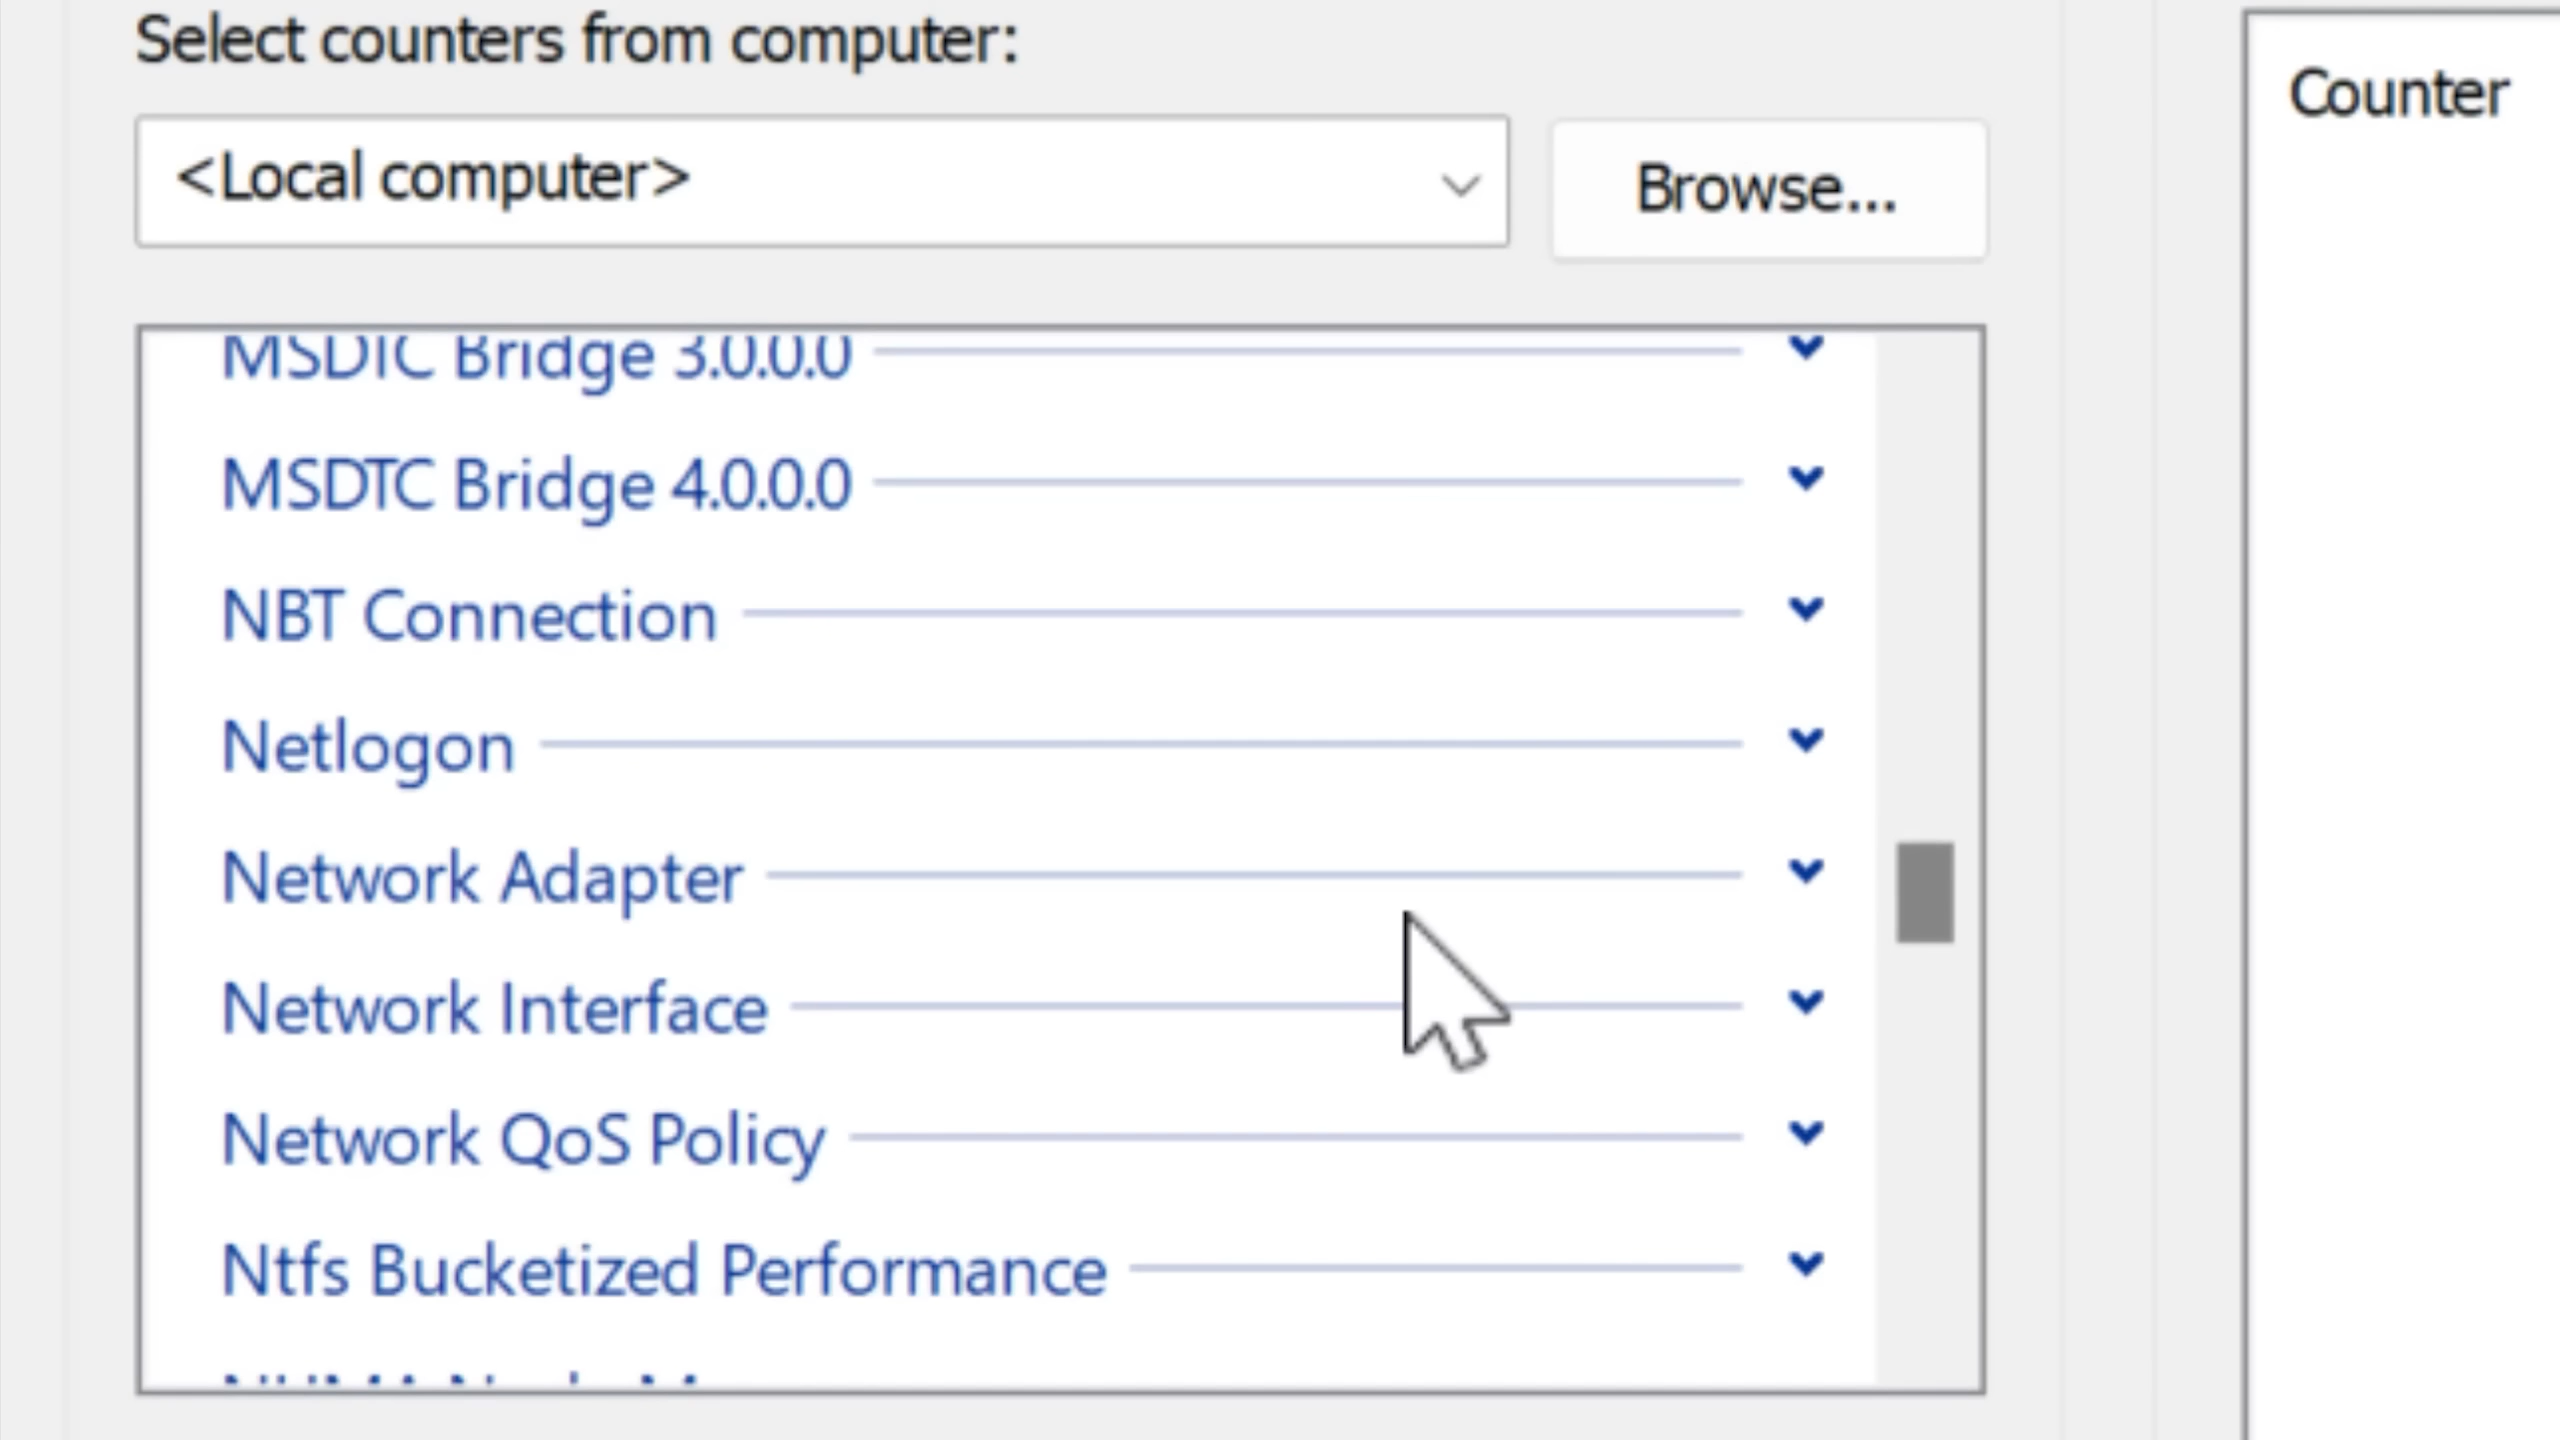 Select counters from computer:
<Local computer>
Browse...
Counter
MSDTC Bridge 3.0.0.0
MSDTC Bridge 4.0.0.0
NBT Connection
Netlogon
Network Adapter
Network Interface
Network QoS Policy
Ntfs Bucketized Performance